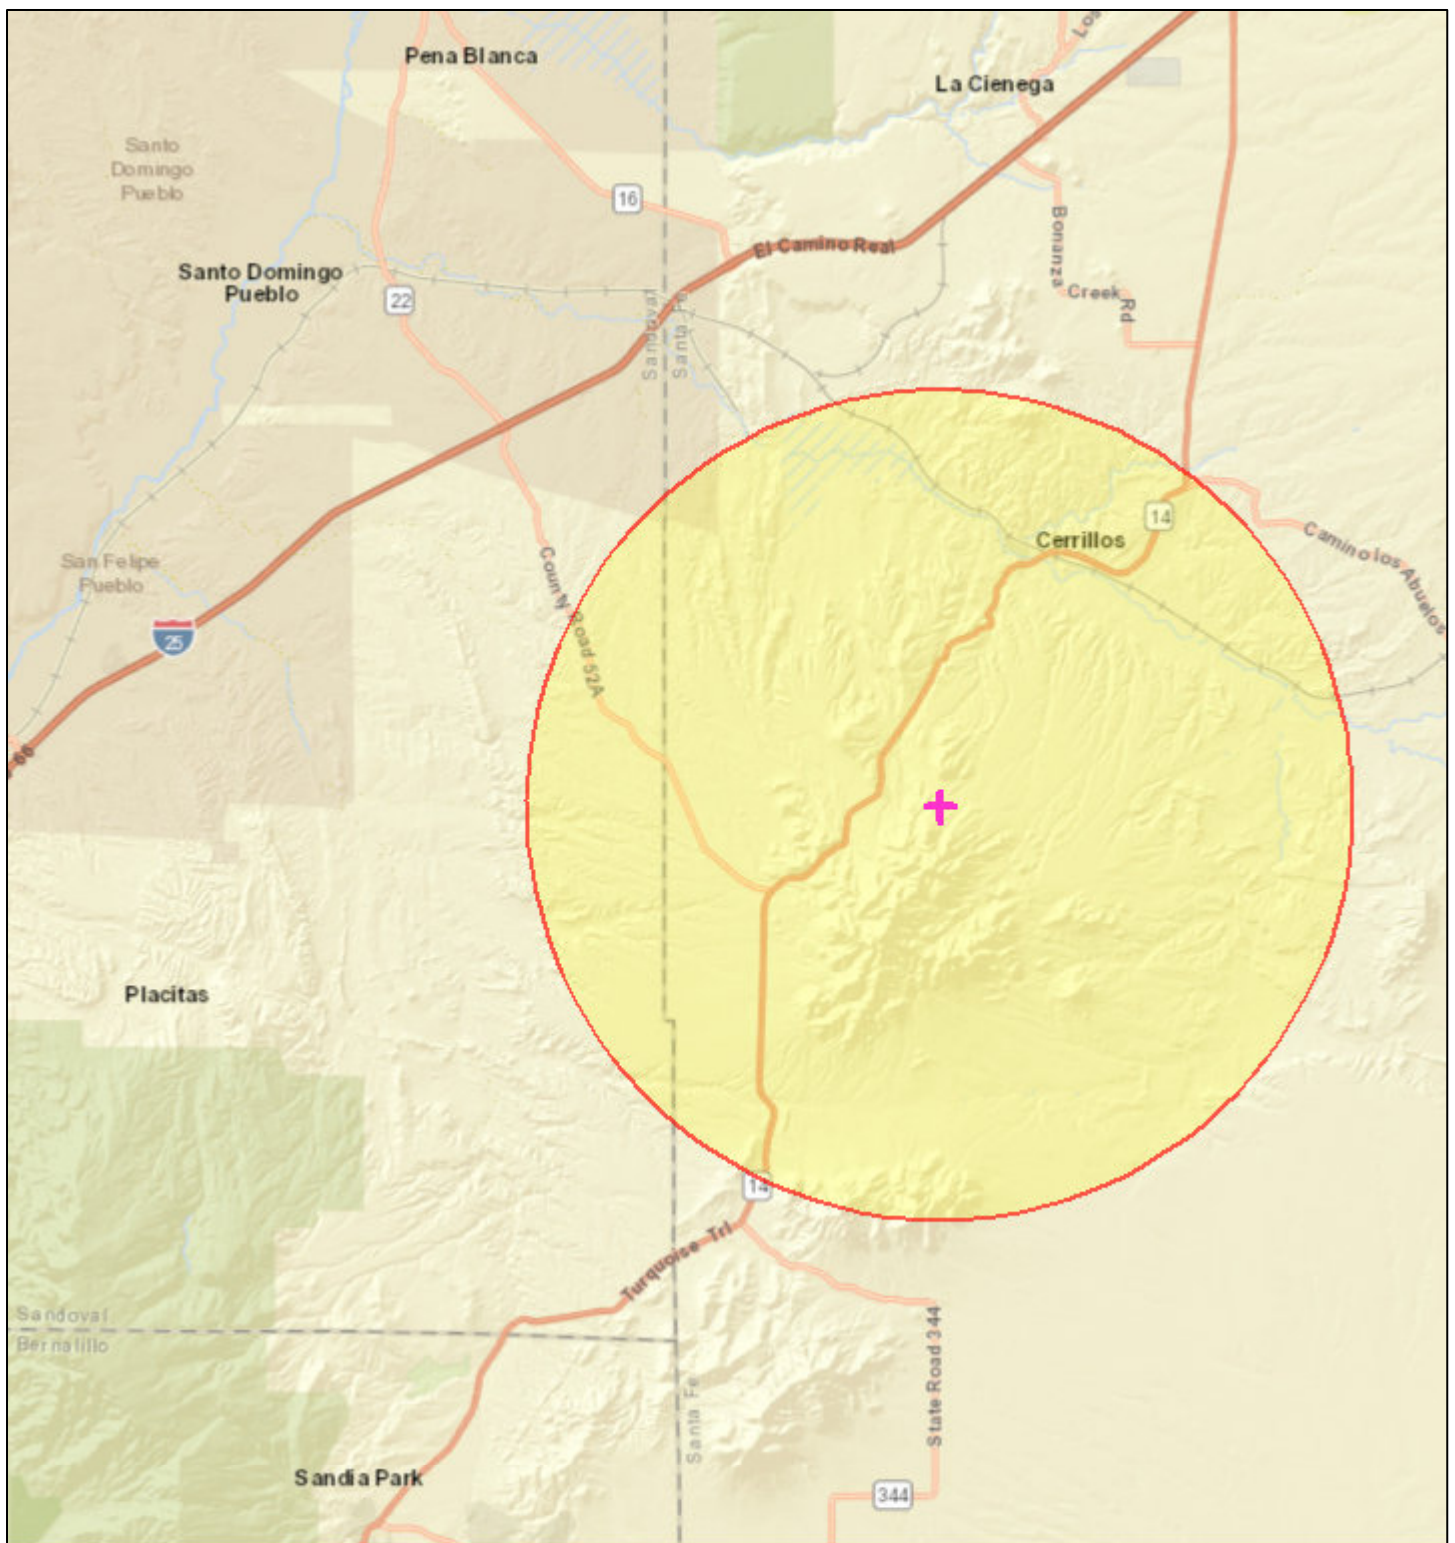 Pena Blanca
La Cienega
Los
Santo
Domingo
Pueblo
16
El Camino Real
Bonanza
Creek
Rd
Santo Domingo
Pueblo
22
Sandoval
Santa Fe
14
Cerrillos
Camino los Abuelos
San Felipe
Pueblo
County Road 52A
25
66
Placitas
14
Turquoise Trl
Sandoval
Bernalillo
State Road 344
Santa Fe
Sandia Park
344